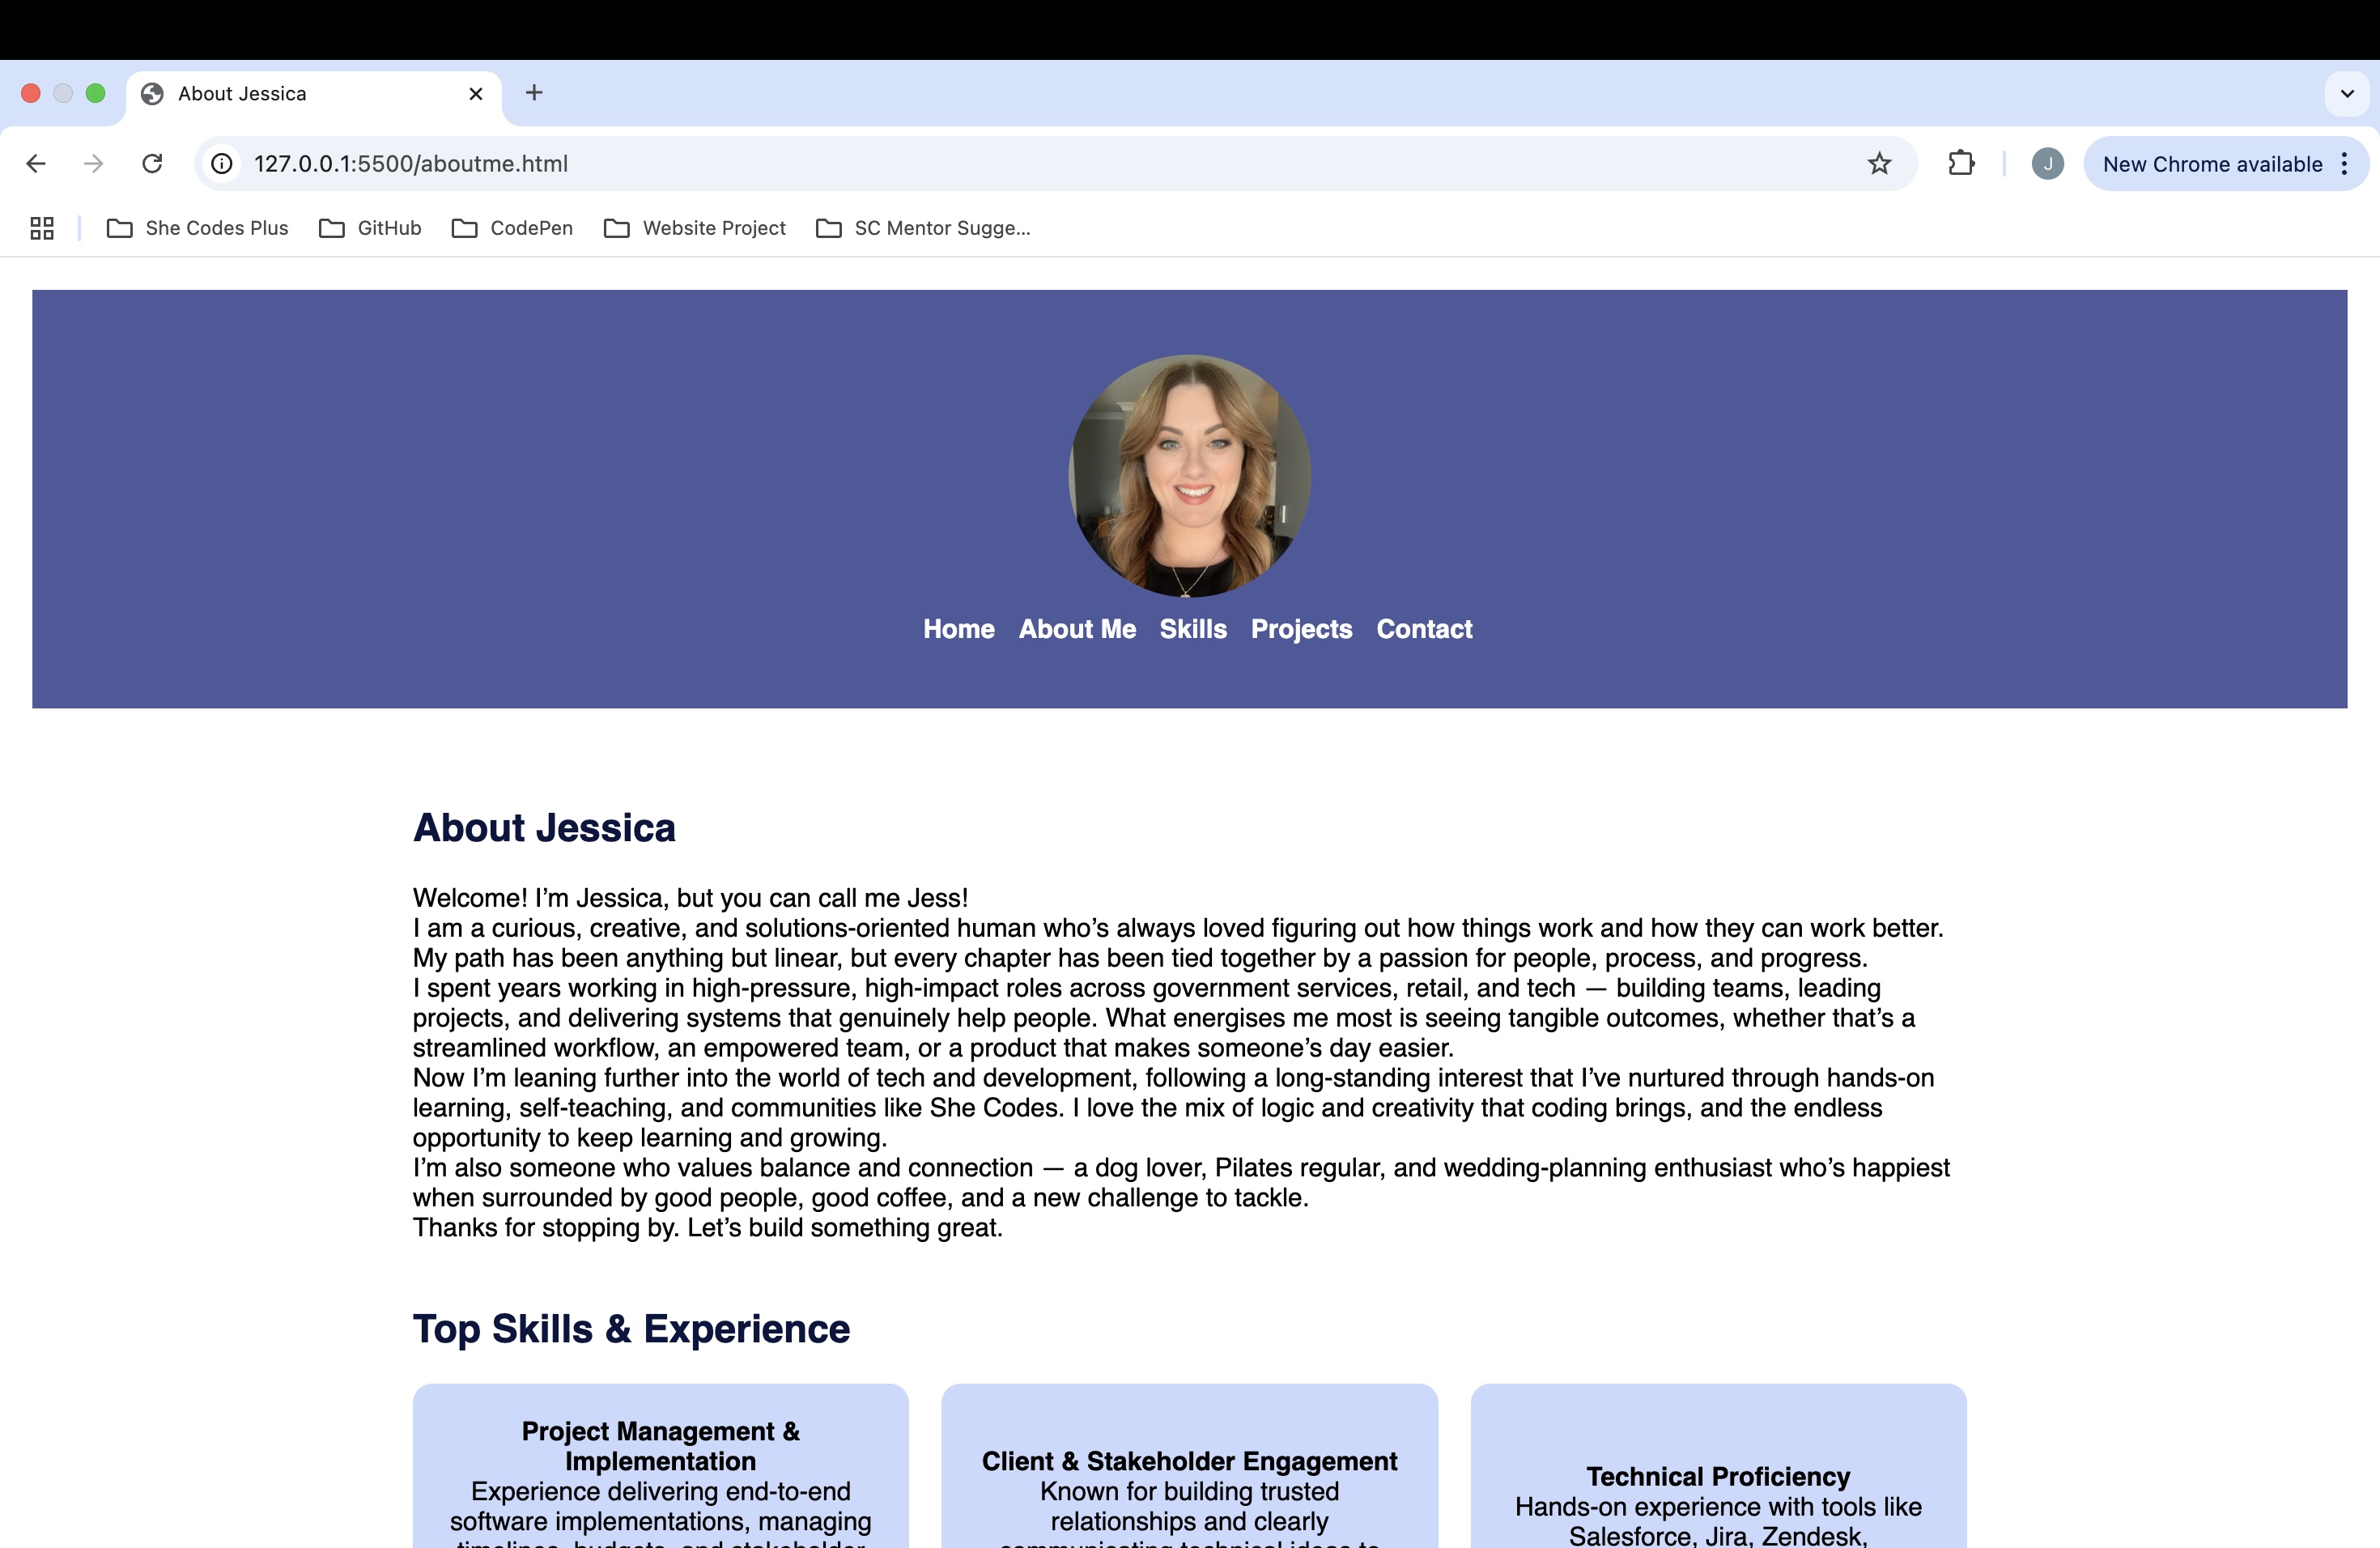 About Jessica
127.0.0.1:5500/aboutme.html
J
New Chrome available
She Codes Plus
GitHub
CodePen
Website Project
SC Mentor Sugge...
Home About Me Skills Projects Contact
About Jessica
Welcome! I’m Jessica, but you can call me Jess!
I am a curious, creative, and solutions-oriented human who’s always loved figuring out how things work and how they can work better.
My path has been anything but linear, but every chapter has been tied together by a passion for people, process, and progress.
I spent years working in high-pressure, high-impact roles across government services, retail, and tech — building teams, leading
projects, and delivering systems that genuinely help people. What energises me most is seeing tangible outcomes, whether that’s a
streamlined workflow, an empowered team, or a product that makes someone’s day easier.
Now I’m leaning further into the world of tech and development, following a long-standing interest that I’ve nurtured through hands-on
learning, self-teaching, and communities like She Codes. I love the mix of logic and creativity that coding brings, and the endless
opportunity to keep learning and growing.
I’m also someone who values balance and connection — a dog lover, Pilates regular, and wedding-planning enthusiast who’s happiest
when surrounded by good people, good coffee, and a new challenge to tackle.
Thanks for stopping by. Let’s build something great.
Top Skills & Experience
Project Management &
Implementation
Experience delivering end-to-end
software implementations, managing
timelines, budgets, and stakeholder
Client & Stakeholder Engagement
Known for building trusted
relationships and clearly
communicating technical ideas to
Technical Proficiency
Hands-on experience with tools like
Salesforce, Jira, Zendesk,